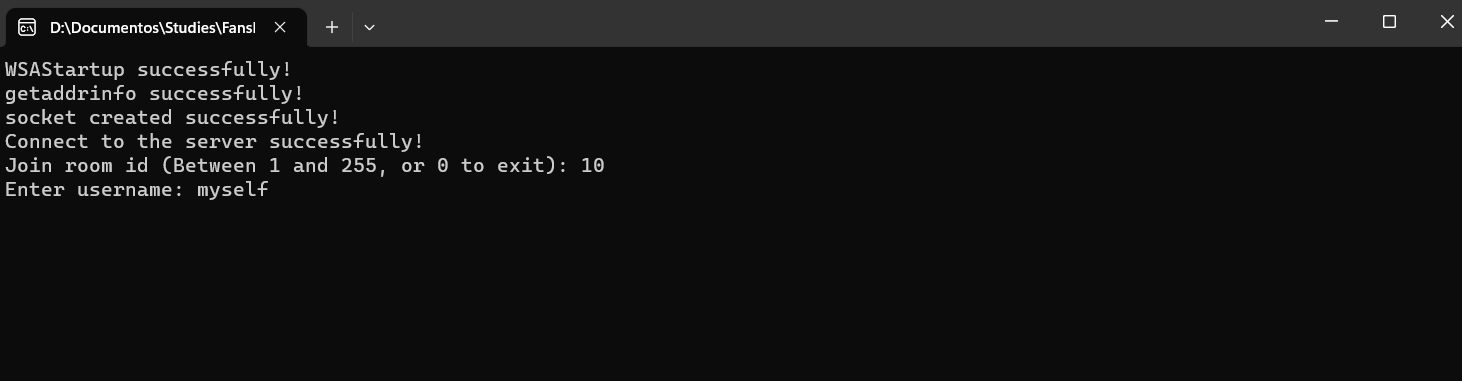 D:\Documentos\Studies\Fansl
WSAStartup successfully!
getaddrinfo successfully!
socket created successfully!
Connect to the server successfully!
Join room id (Between 1 and 255, or 0 to exit): 10
Enter username: myself